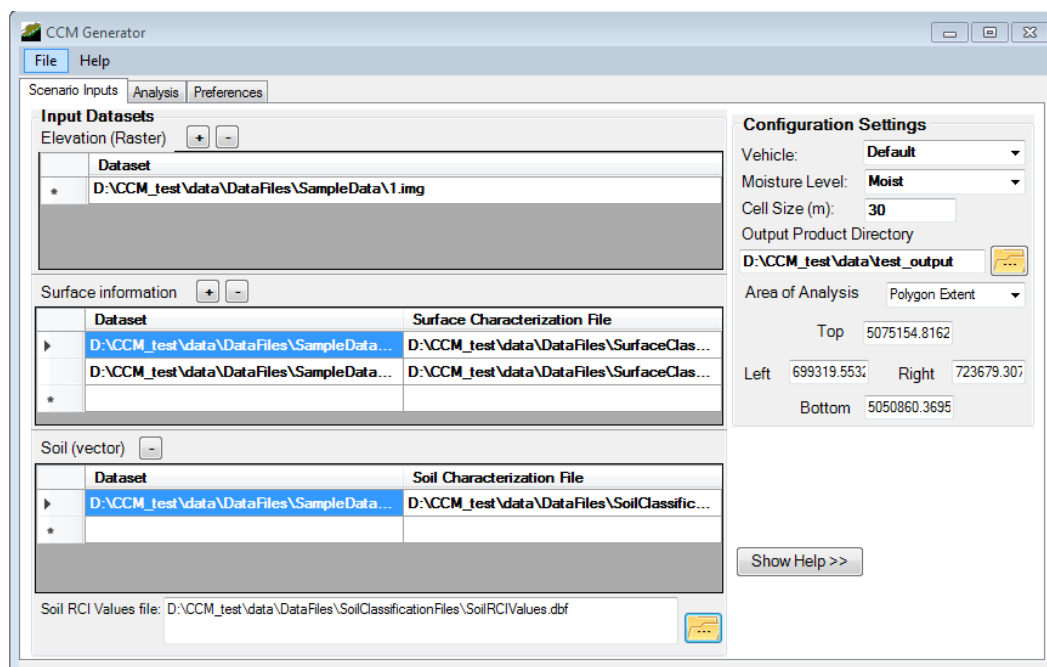 CCM Generator
File Help
Scenario Inputs Analysis Preferences
Input Datasets
Elevation (Raster) + -
Dataset
* D:\CCM_test\data\DataFiles\SampleData\1.img
Surface information + -
Dataset Surface Characterization File
D:\CCM_test\data\DataFiles\SampleData... D:\CCM_test\data\DataFiles\SurfaceClas...
D:\CCM_test\data\DataFiles\SampleData... D:\CCM_test\data\DataFiles\SurfaceClas...
*
Soil (vector) -
Dataset Soil Characterization File
D:\CCM_test\data\DataFiles\SampleData... D:\CCM_test\data\DataFiles\SoilClassific...
*
Soil RCI Values file: D:\CCM_test\data\DataFiles\SoilClassificationFiles\SoilRCIValues.dbf
...
Configuration Settings
Vehicle: Default
Moisture Level: Moist
Cell Size (m): 30
Output Product Directory
D:\CCM_test\data\test_output ...
Area of Analysis Polygon Extent
Top 5075154.8162
Left 699319.5532 Right 723679.307
Bottom 5050860.3695
Show Help >>